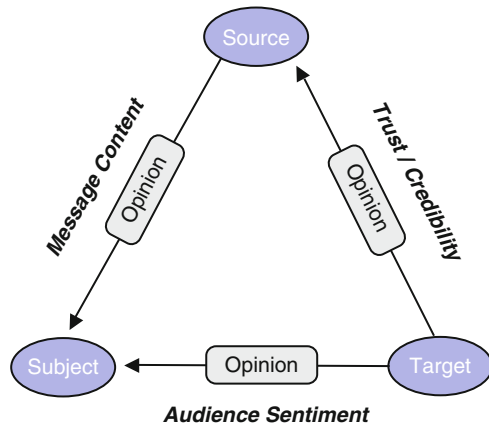 Source
Message Content
Opinion
Opinion
Trust / Credibility
Subject
Opinion
Target
Audience Sentiment